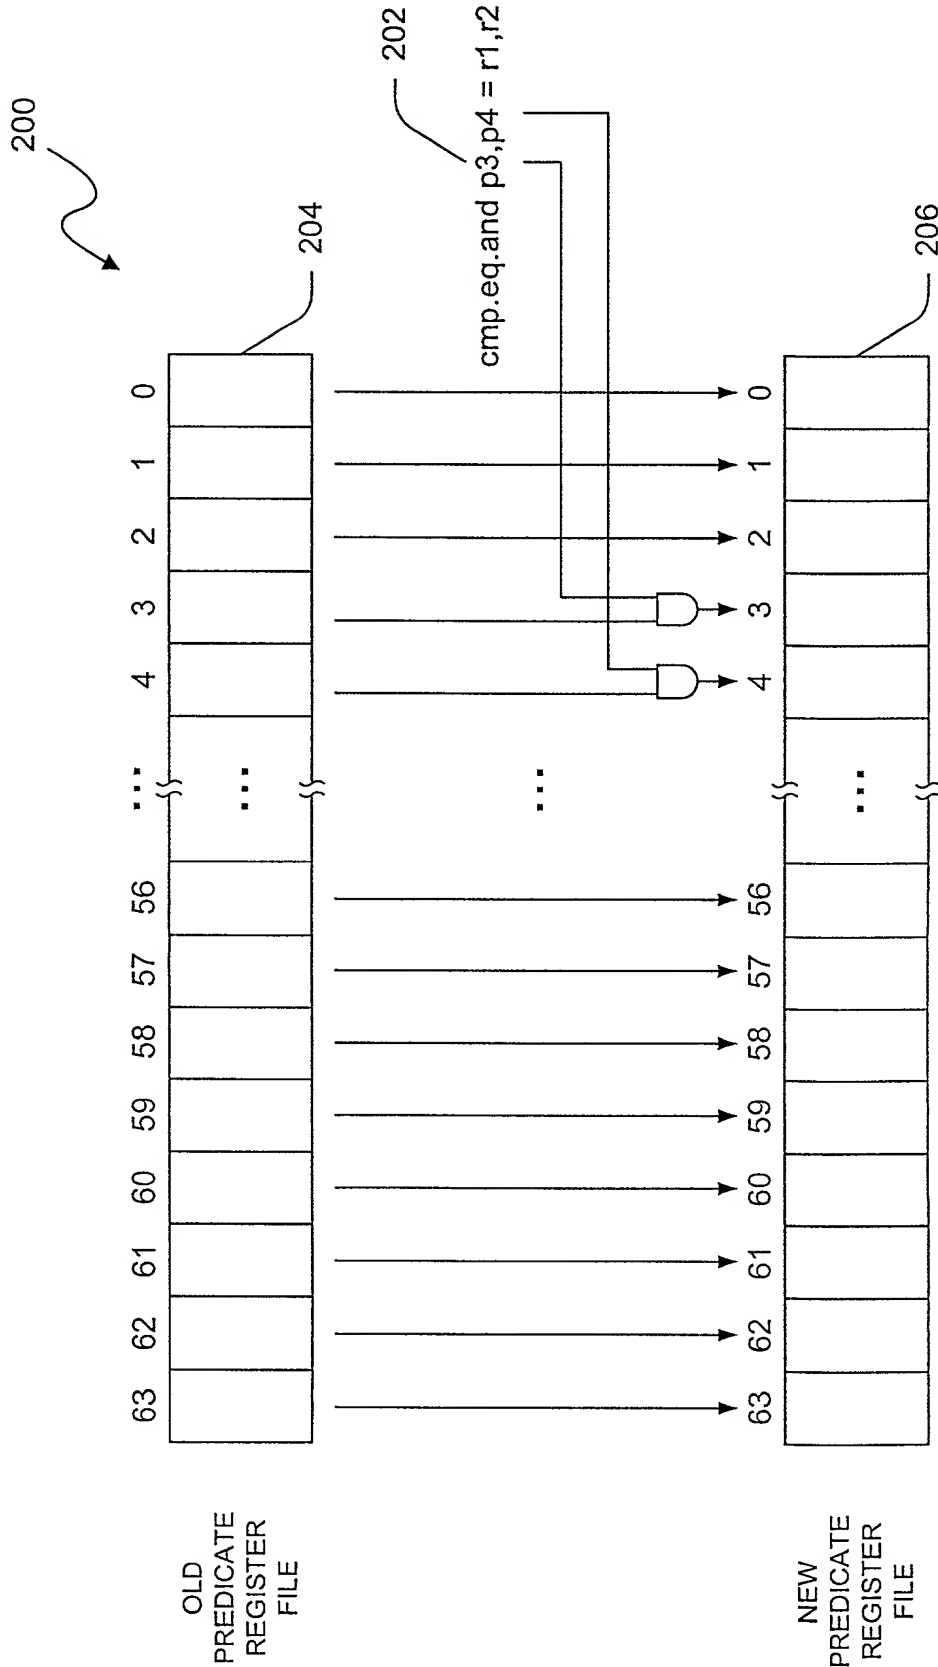 200
OLD
PREDICATE
REGISTER
FILE
63 62 61 60 59 58 57 56 ... 4 3 2 1 0
...
204
202
cmp.eq.and p3,p4 = r1,r2
...
63 62 61 60 59 58 57 56 4 3 2 1 0
NEW
PREDICATE
REGISTER
FILE
...
206